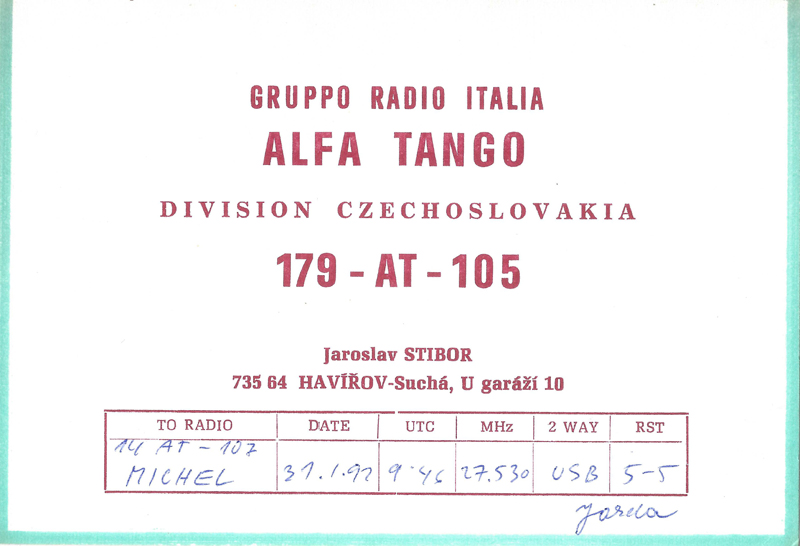 GRUPPO RADIO ITALIA
ALFA TANGO
DIVISION CZECHOSLOVAKIA
179 - AT - 105
Jaroslav STIBOR
735 64 HAVÍŘOV-Suchá, U garáží 10
TO RADIO DATE UTC MHz 2 WAY RST
14 AT - 107
MICHEL 31.1.92 9.46 27.530 USB 5-5
Jarda